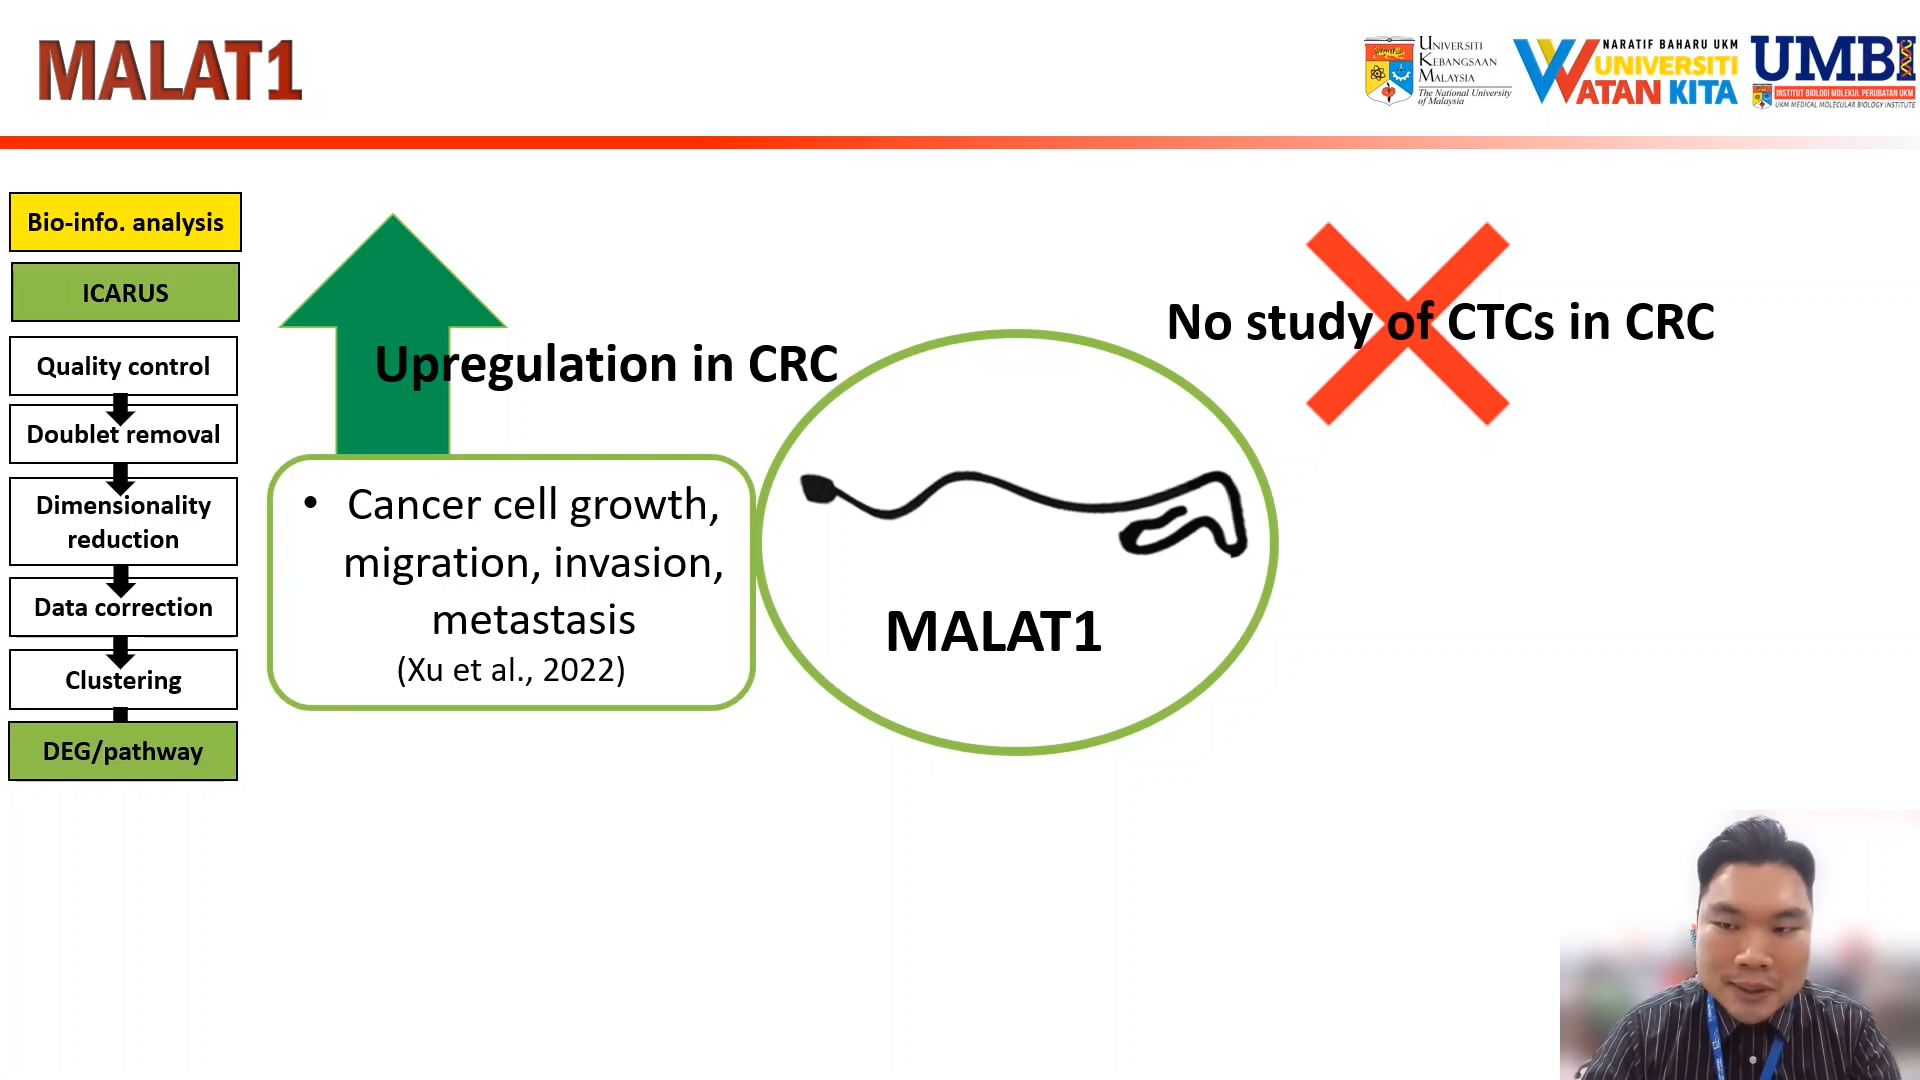 MALAT1
UNIVERSITI
KEBANGSAAN
MALAYSIA
The National University
of Malaysia
NARATIF BAHARU UKM
UNIVERSITI
WATAN KITA
UMBI
INSTITUT BIOLOGI MOLEKUL PERUBATAN UKM
UKM MEDICAL MOLECULAR BIOLOGY INSTITUTE
Bio-info. analysis
ICARUS
Quality control
Doublet removal
Dimensionality
reduction
Data correction
Clustering
DEG/pathway
Upregulation in CRC
• Cancer cell growth,
migration, invasion,
metastasis
(Xu et al., 2022)
MALAT1
No study of CTCs in CRC